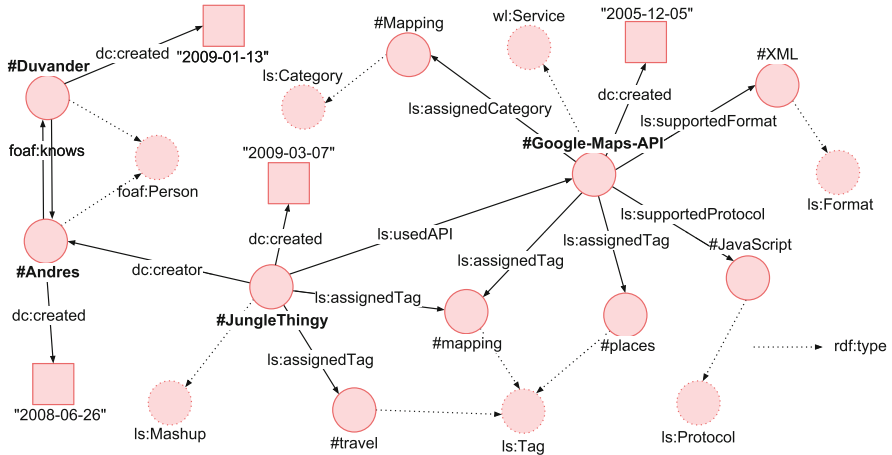 wl:Service
"2005-12-05"
#Mapping
dc:created
#XML
#Duvander
"2009-01-13"
ls:Category
dc:created
ls:assignedCategory
ls:supportedFormat
#Google-Maps-API
foaf:knows
"2009-03-07"
foaf:Person
ls:Format
ls:supportedProtocol
ls:usedAPI
dc:created
ls:assignedTag
#JavaScript
ls:assignedTag
#Andres
dc:creator
ls:assignedTag
dc:created
#JungleThingy
#mapping
#places
rdf:type
ls:assignedTag
"2008-06-26"
ls:Mashup
#travel
ls:Tag
ls:Protocol